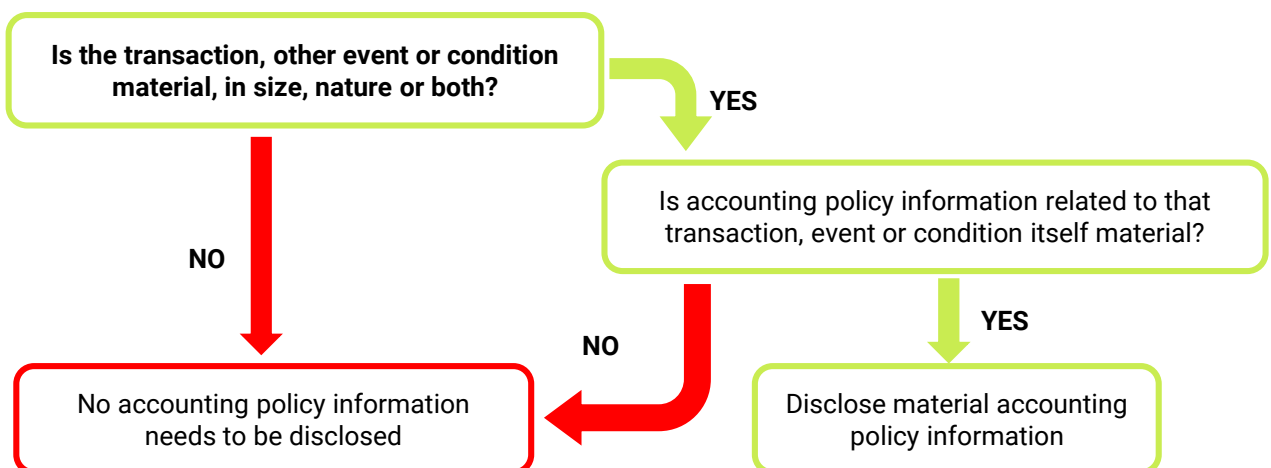 Is the transaction, other event or condition
material, in size, nature or both?
YES
Is accounting policy information related to that
transaction, event or condition itself material?
NO
YES
NO
No accounting policy information
needs to be disclosed
Disclose material accounting
policy information